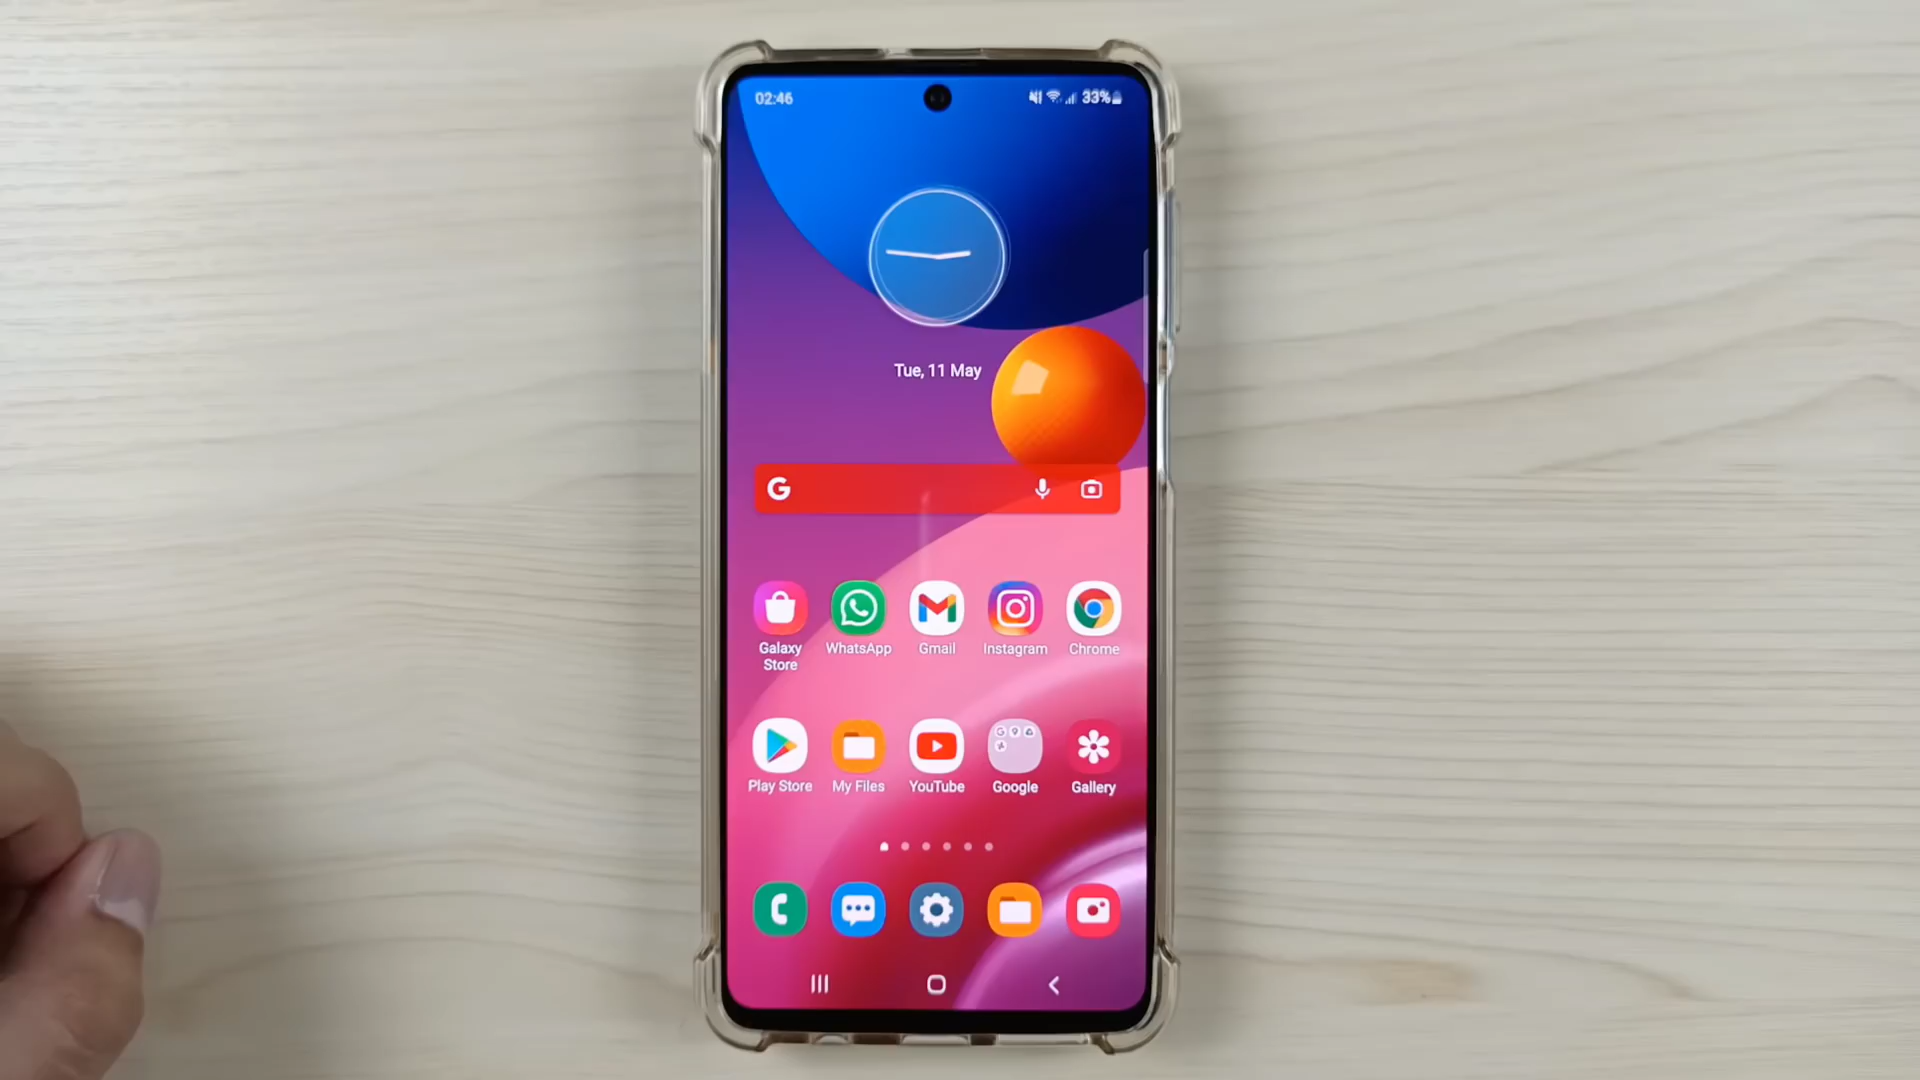 02:46
33%
Tue, 11 May
G
Galaxy
Store
WhatsApp
Gmail
Instagram
Chrome
Play Store
My Files
YouTube
Google
Gallery